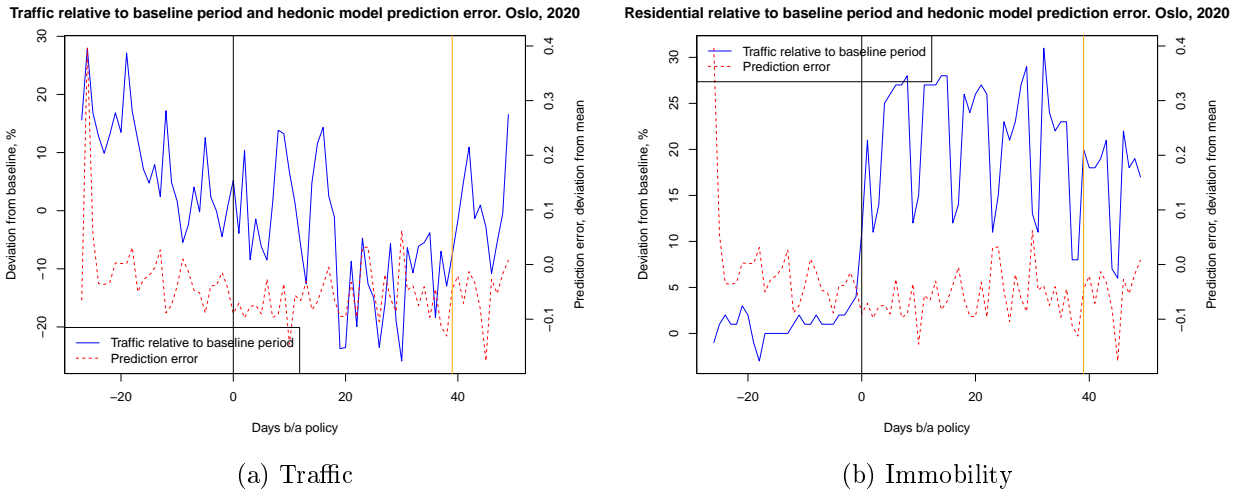 Traffic relative to baseline period and hedonic model prediction error. Oslo, 2020
Traffic relative to baseline period
Prediction error
Deviation from baseline, %
30
20
10
0
−10
−20
0.4
0.3
0.2
0.1
0.0
−0.1
Prediction error, deviation from mean
−20 0 20 40
Days b/a policy
(a) Traffic
Residential relative to baseline period and hedonic model prediction error. Oslo, 2020
Traffic relative to baseline period
Prediction error
Deviation from baseline, %
30
25
20
15
10
5
0
0.4
0.3
0.2
0.1
0.0
−0.1
Prediction error, deviation from mean
−20 0 20 40
Days b/a policy
(b) Immobility